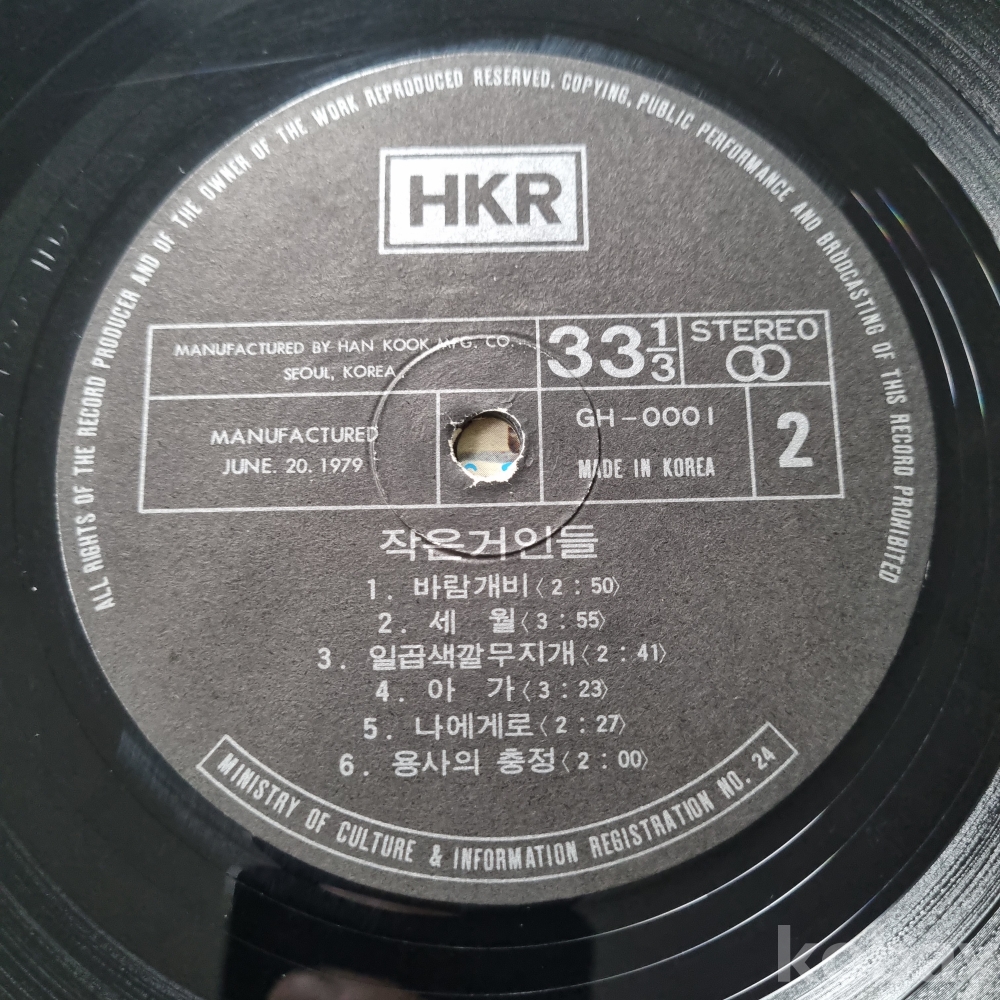 ALL RIGHTS OF THE RECORD PRODUCER AND OF THE OWNER OF THE WORK REPRODUCED RESERVED. COPYING, PUBLIC PERFORMANCE AND BRODCASTING OF THIS RECORD PROHIBITED
HKR
MANUFACTURED BY HAN KOOK MFG. CO.
SEOUL, KOREA.
33 1/3
STEREO
MANUFACTURED
JUNE. 20. 1979
GH-0001
MADE IN KOREA
2
작은거인들
1. 바람개비〈2:50〉
2. 세 월〈3:55〉
3. 일곱색깔무지개〈2:41〉
4. 아 가〈3:23〉
5. 나에게로〈2:27〉
6. 용사의 충정〈2:00〉
MINISTRY OF CULTURE & INFORMATION REGISTRATION NO. 24